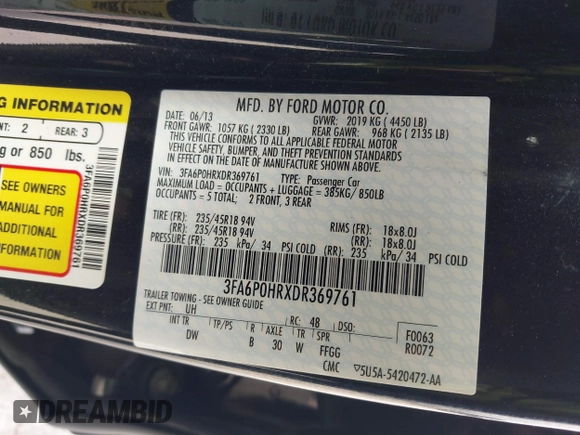 MFD. BY FORD MOTOR CO.
DATE: 06/13 GVWR: 2019 KG ( 4450 LB)
FRONT GAWR: 1057 KG ( 2330 LB) REAR GAWR: 968 KG ( 2135 LB)
THIS VEHICLE CONFORMS TO ALL APPLICABLE FEDERAL MOTOR
VEHICLE SAFETY, BUMPER, AND THEFT PREVENTION STANDARDS
IN EFFECT ON THE DATE OF MANUFACTURE SHOWN ABOVE.
VIN: 3FA6P0HRXDR369761 TYPE: Passenger Car
MAXIMUM LOAD = OCCUPANTS + LUGGAGE = 385KG/ 850LB
OCCUPANTS = 5 TOTAL 2 FRONT, 3 REAR
TIRE (FR): 235/45R18 94V RIMS (FR): 18x8.0J
(RR): 235/45R18 94V (RR): 18x8.0J
PRESSURE (FR): 235 kPa/ 34 PSI COLD (RR): 235 kPa/ 34 PSI COLD
3FA6P0HRXDR369761
TRAILER TOWING - SEE OWNER GUIDE
EXT PNT: UH RC: 48 DSO:
INT TR TP/PS R AXLE TR SPR
DW B 30 W FFGG
F0063
R0072
CMC 5U5A-5420472-AA
G INFORMATION
NT: 2 REAR: 3
g or 850 lbs.
SEE OWNERS
MANUAL FOR
ADDITIONAL
INFORMATION
3FA6P0HRXDR369761
DREAMBID